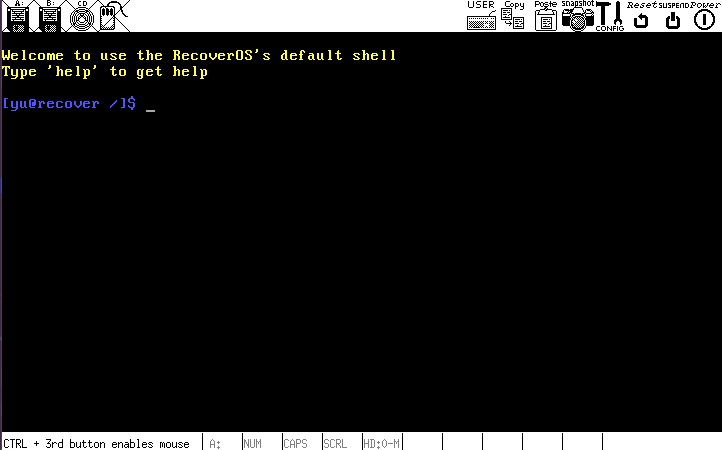 A: B: CD USER Copy Paste snapshot CONFIG Reset SUSPEND Power
Welcome to use the RecoverOS's default shell
Type 'help' to get help
[yu@recover /]$ _
CTRL + 3rd button enables mouse A: NUM CAPS SCRL HD:0-M